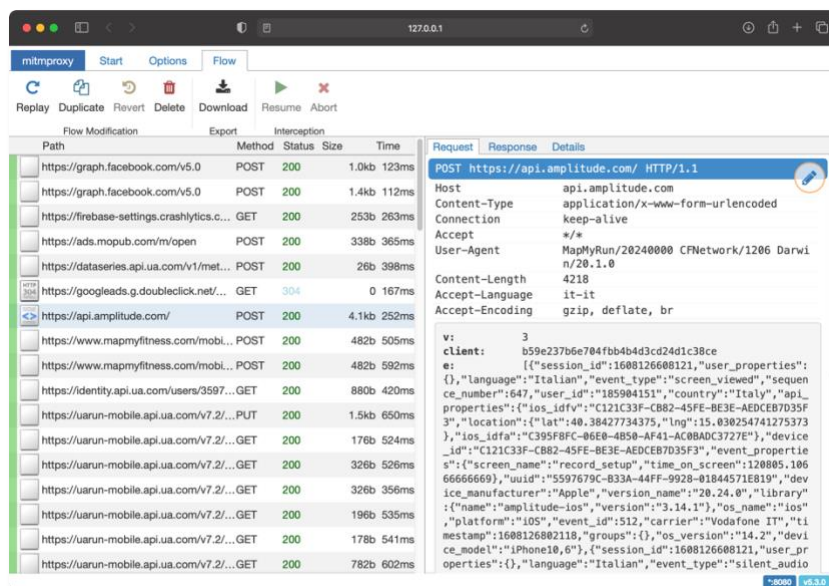 127.0.0.1
mitmproxy Start Options Flow
Replay Duplicate Revert Delete Download Resume Abort
Flow Modification Export Interception
Path Method Status Size Time
https://graph.facebook.com/v5.0 POST 200 1.0kb 123ms
https://graph.facebook.com/v5.0 POST 200 1.4kb 112ms
https://firebase-settings.crashlytics.c... GET 200 253b 263ms
https://ads.mopub.com/m/open POST 200 338b 365ms
https://dataseries.api.ua.com/v1/met... POST 200 26b 398ms
HTTP 304 https://googleads.g.doubleclick.net/... GET 304 0 167ms
https://api.amplitude.com/ POST 200 4.1kb 252ms
https://www.mapmyfitness.com/mobi... POST 200 482b 505ms
https://www.mapmyfitness.com/mobi... POST 200 482b 592ms
https://identity.api.ua.com/users/3597... GET 200 880b 420ms
https://uarun-mobile.api.ua.com/v7.2/... PUT 200 1.5kb 650ms
https://uarun-mobile.api.ua.com/v7.2/... GET 200 176b 524ms
https://uarun-mobile.api.ua.com/v7.2/... GET 200 326b 526ms
https://uarun-mobile.api.ua.com/v7.2/... GET 200 326b 356ms
https://uarun-mobile.api.ua.com/v7.2/... GET 200 196b 535ms
https://uarun-mobile.api.ua.com/v7.2/... GET 200 178b 541ms
https://uarun-mobile.api.ua.com/v7.2/... GET 200 782b 602ms
Request Response Details
POST https://api.amplitude.com/ HTTP/1.1
Host api.amplitude.com
Content-Type application/x-www-form-urlencoded
Connection keep-alive
Accept */*
User-Agent MapMyRun/20240000 CFNetwork/1206 Darwi
n/20.1.0
Content-Length 4218
Accept-Language it-it
Accept-Encoding gzip, deflate, br
v: 3
client: b59e237b6e704fbb4b4d3cd24d1c38ce
e: [{"session_id":1608126608121,"user_properties":
{},"language":"Italian","event_type":"screen_viewed","sequen
ce_number":647,"user_id":"185904151","country":"Italy","api_
properties":{"ios_idfv":"C121C33F-CB82-45FE-BE3E-AEDCEB7D35F
3","location":{"lat":40.38427734375,"lng":15.030254741275373
},"ios_idfa":"C395F8FC-06E0-4B50-AF41-AC0BADC3727E"},"device
_id":"C121C33F-CB82-45FE-BE3E-AEDCEB7D35F3","event_propertie
s":{"screen_name":"record_setup","time_on_screen":120805.106
66666669},"uuid":"5597679C-B33A-44FF-9928-01844571E819","dev
ice_manufacturer":"Apple","version_name":"20.24.0","library"
:{"name":"amplitude-ios","version":"3.14.1"},"os_name":"ios"
,"platform":"iOS","event_id":512,"carrier":"Vodafone IT","ti
mestamp":1608126802118,"groups":{},"os_version":"14.2","devi
ce_model":"iPhone10,6"},{"session_id":1608126608121,"user_pr
operties":{},"language":"Italian","event_type":"silent_audio
*:8080 v5.3.0